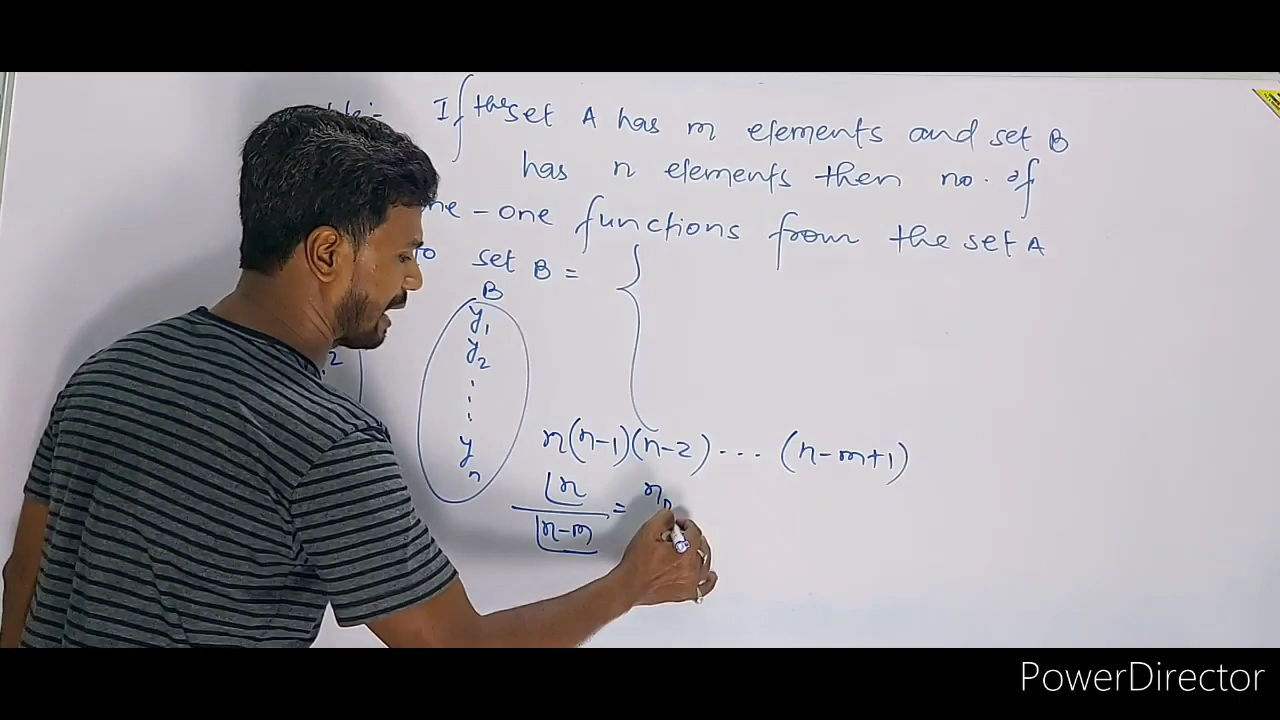 If the set A has m elements and set B
has n elements then no. of
one-one functions from the set A
to set B = {
B
y₁
y₂
⋮
yₙ
n(n-1)(n-2)...(n-m+1)
⌊n / ⌊n-m = n
PowerDirector